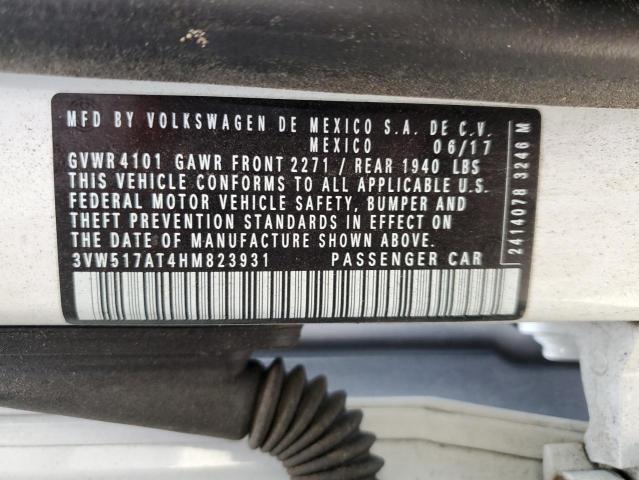 MFD BY VOLKSWAGEN DE MEXICO S.A. DE C.V.
MEXICO 06/17
GVWR 4101 GAWR FRONT 2271 / REAR 1940 LBS
THIS VEHICLE CONFORMS TO ALL APPLICABLE U.S.
FEDERAL MOTOR VEHICLE SAFETY, BUMPER AND
THEFT PREVENTION STANDARDS IN EFFECT ON
THE DATE OF MANUFACTURE SHOWN ABOVE.
3VW517AT4HM823931 PASSENGER CAR
2414078 3246 M